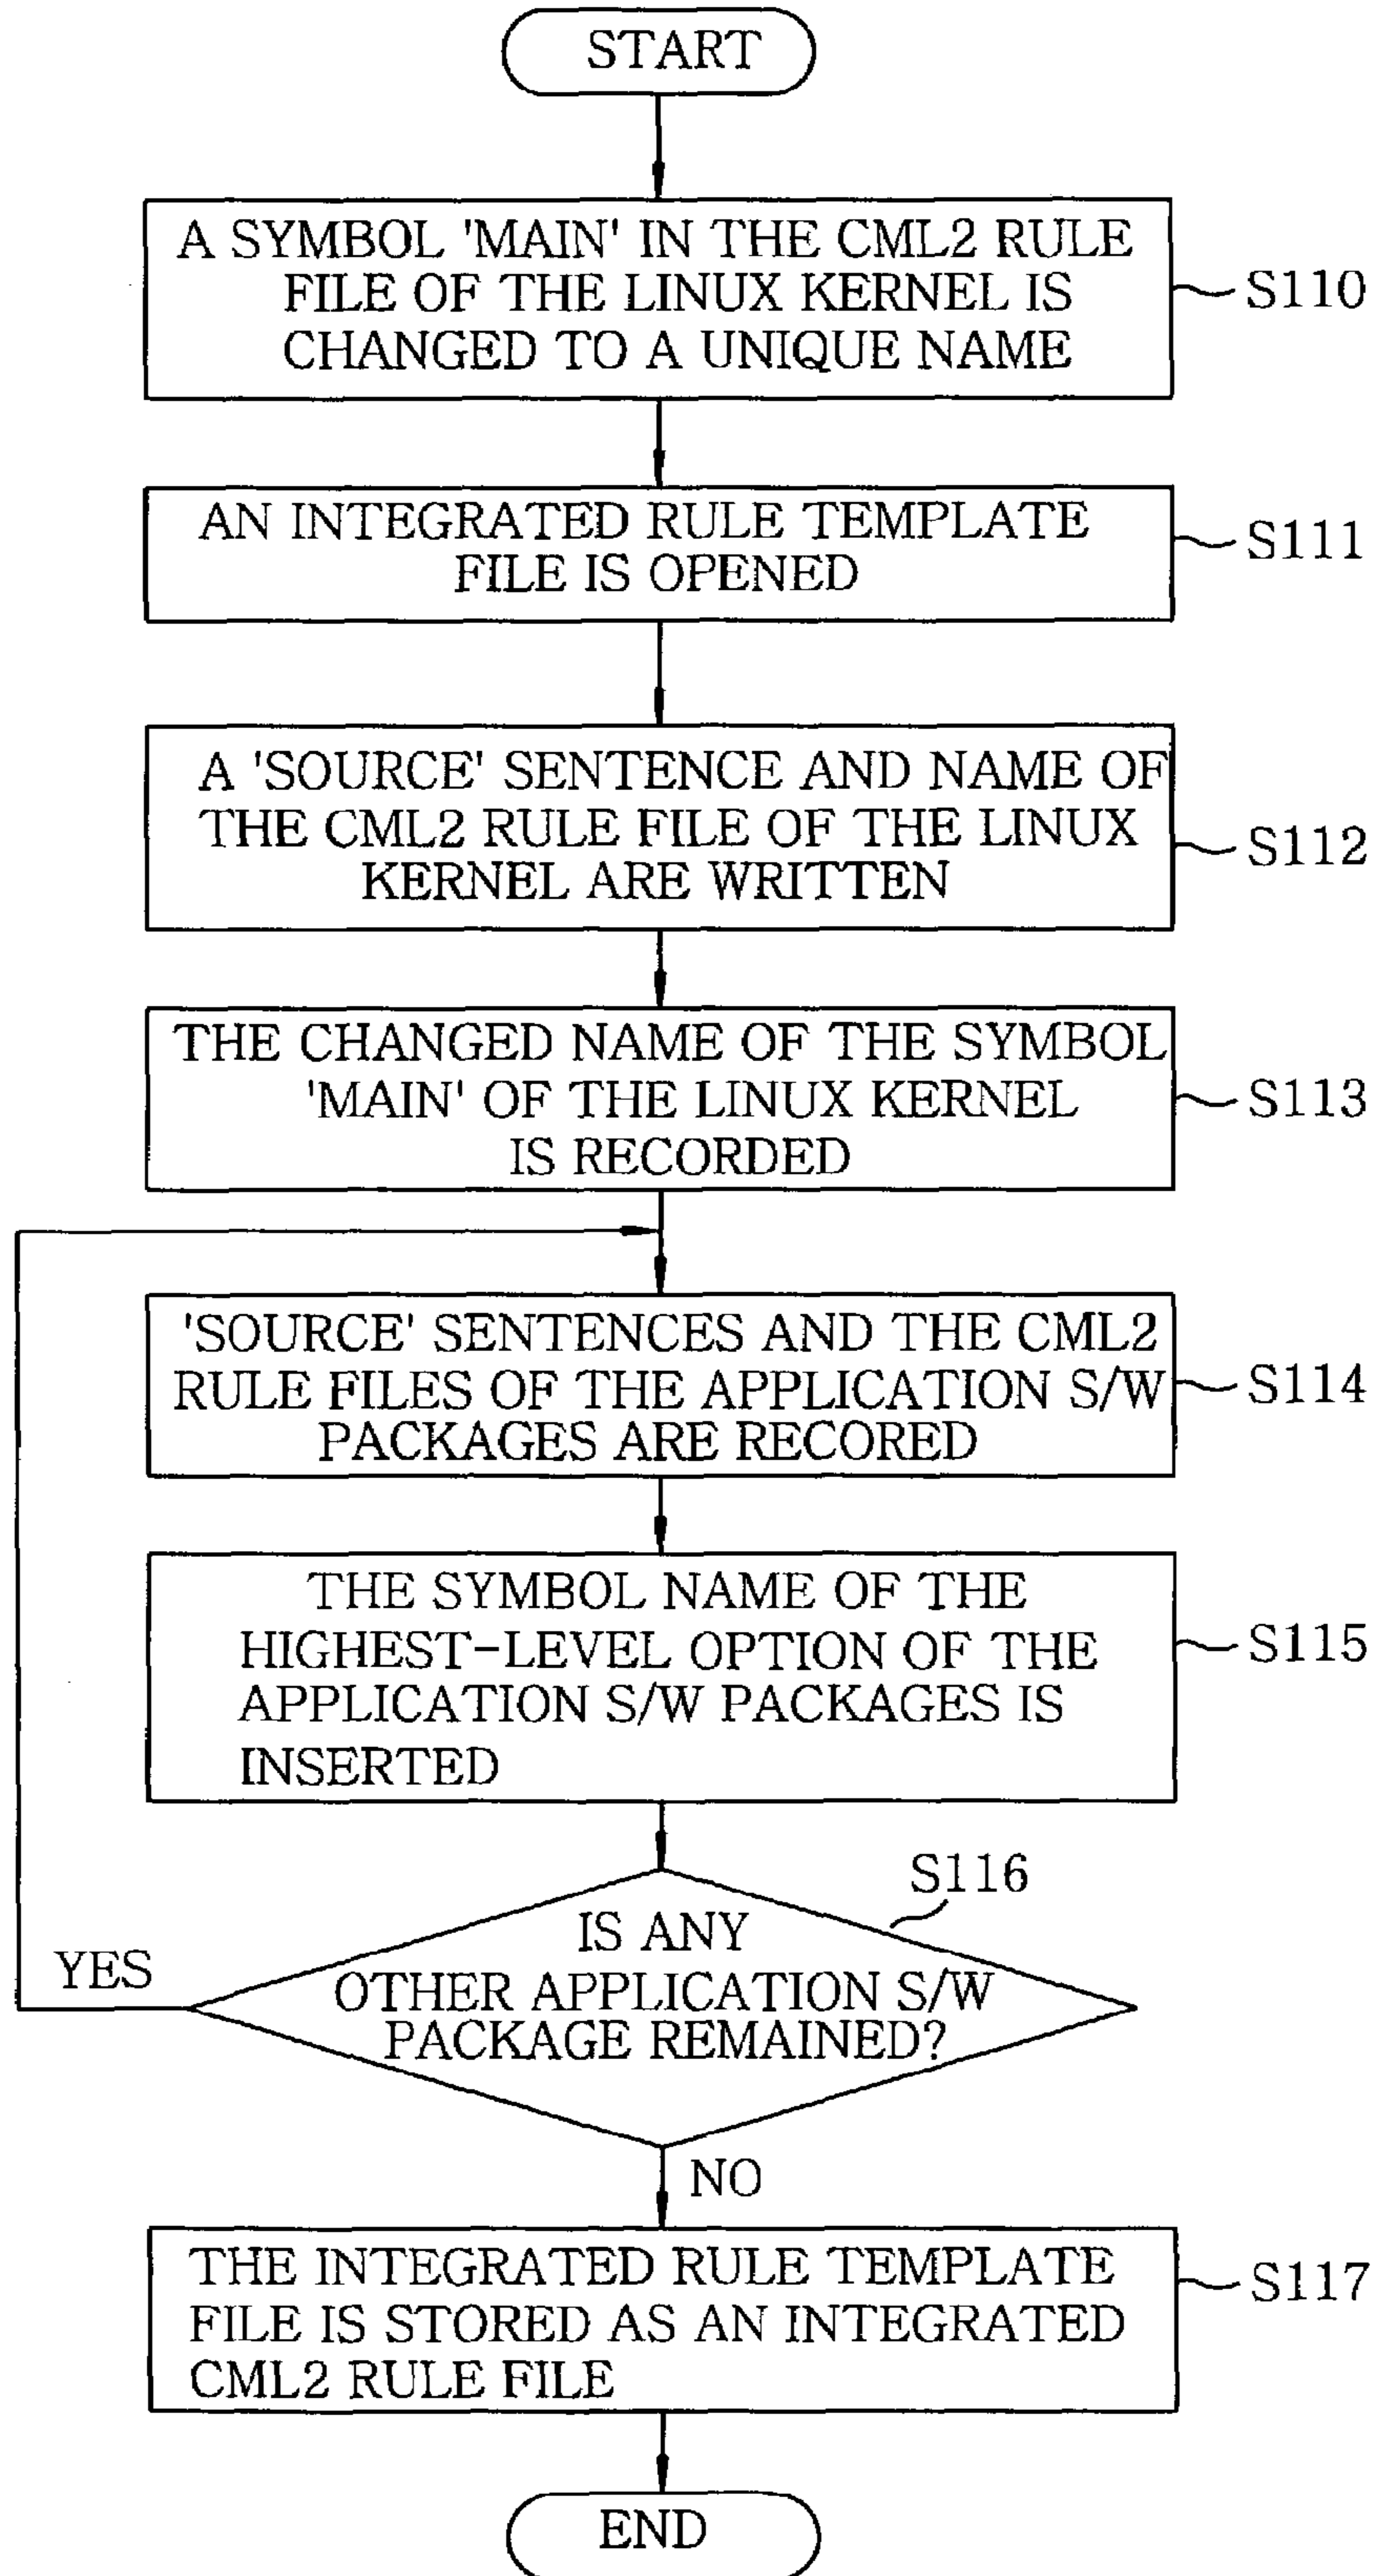 START
A SYMBOL 'MAIN' IN THE CML2 RULE
FILE OF THE LINUX KERNEL IS
CHANGED TO A UNIQUE NAME
S110
AN INTEGRATED RULE TEMPLATE
FILE IS OPENED
S111
A 'SOURCE' SENTENCE AND NAME OF
THE CML2 RULE FILE OF THE LINUX
KERNEL ARE WRITTEN
S112
THE CHANGED NAME OF THE SYMBOL
'MAIN' OF THE LINUX KERNEL
IS RECORDED
S113
'SOURCE' SENTENCES AND THE CML2
RULE FILES OF THE APPLICATION S/W
PACKAGES ARE RECORED
S114
THE SYMBOL NAME OF THE
HIGHEST-LEVEL OPTION OF THE
APPLICATION S/W PACKAGES IS
INSERTED
S115
S116
IS ANY
OTHER APPLICATION S/W
PACKAGE REMAINED?
YES
NO
THE INTEGRATED RULE TEMPLATE
FILE IS STORED AS AN INTEGRATED
CML2 RULE FILE
S117
END